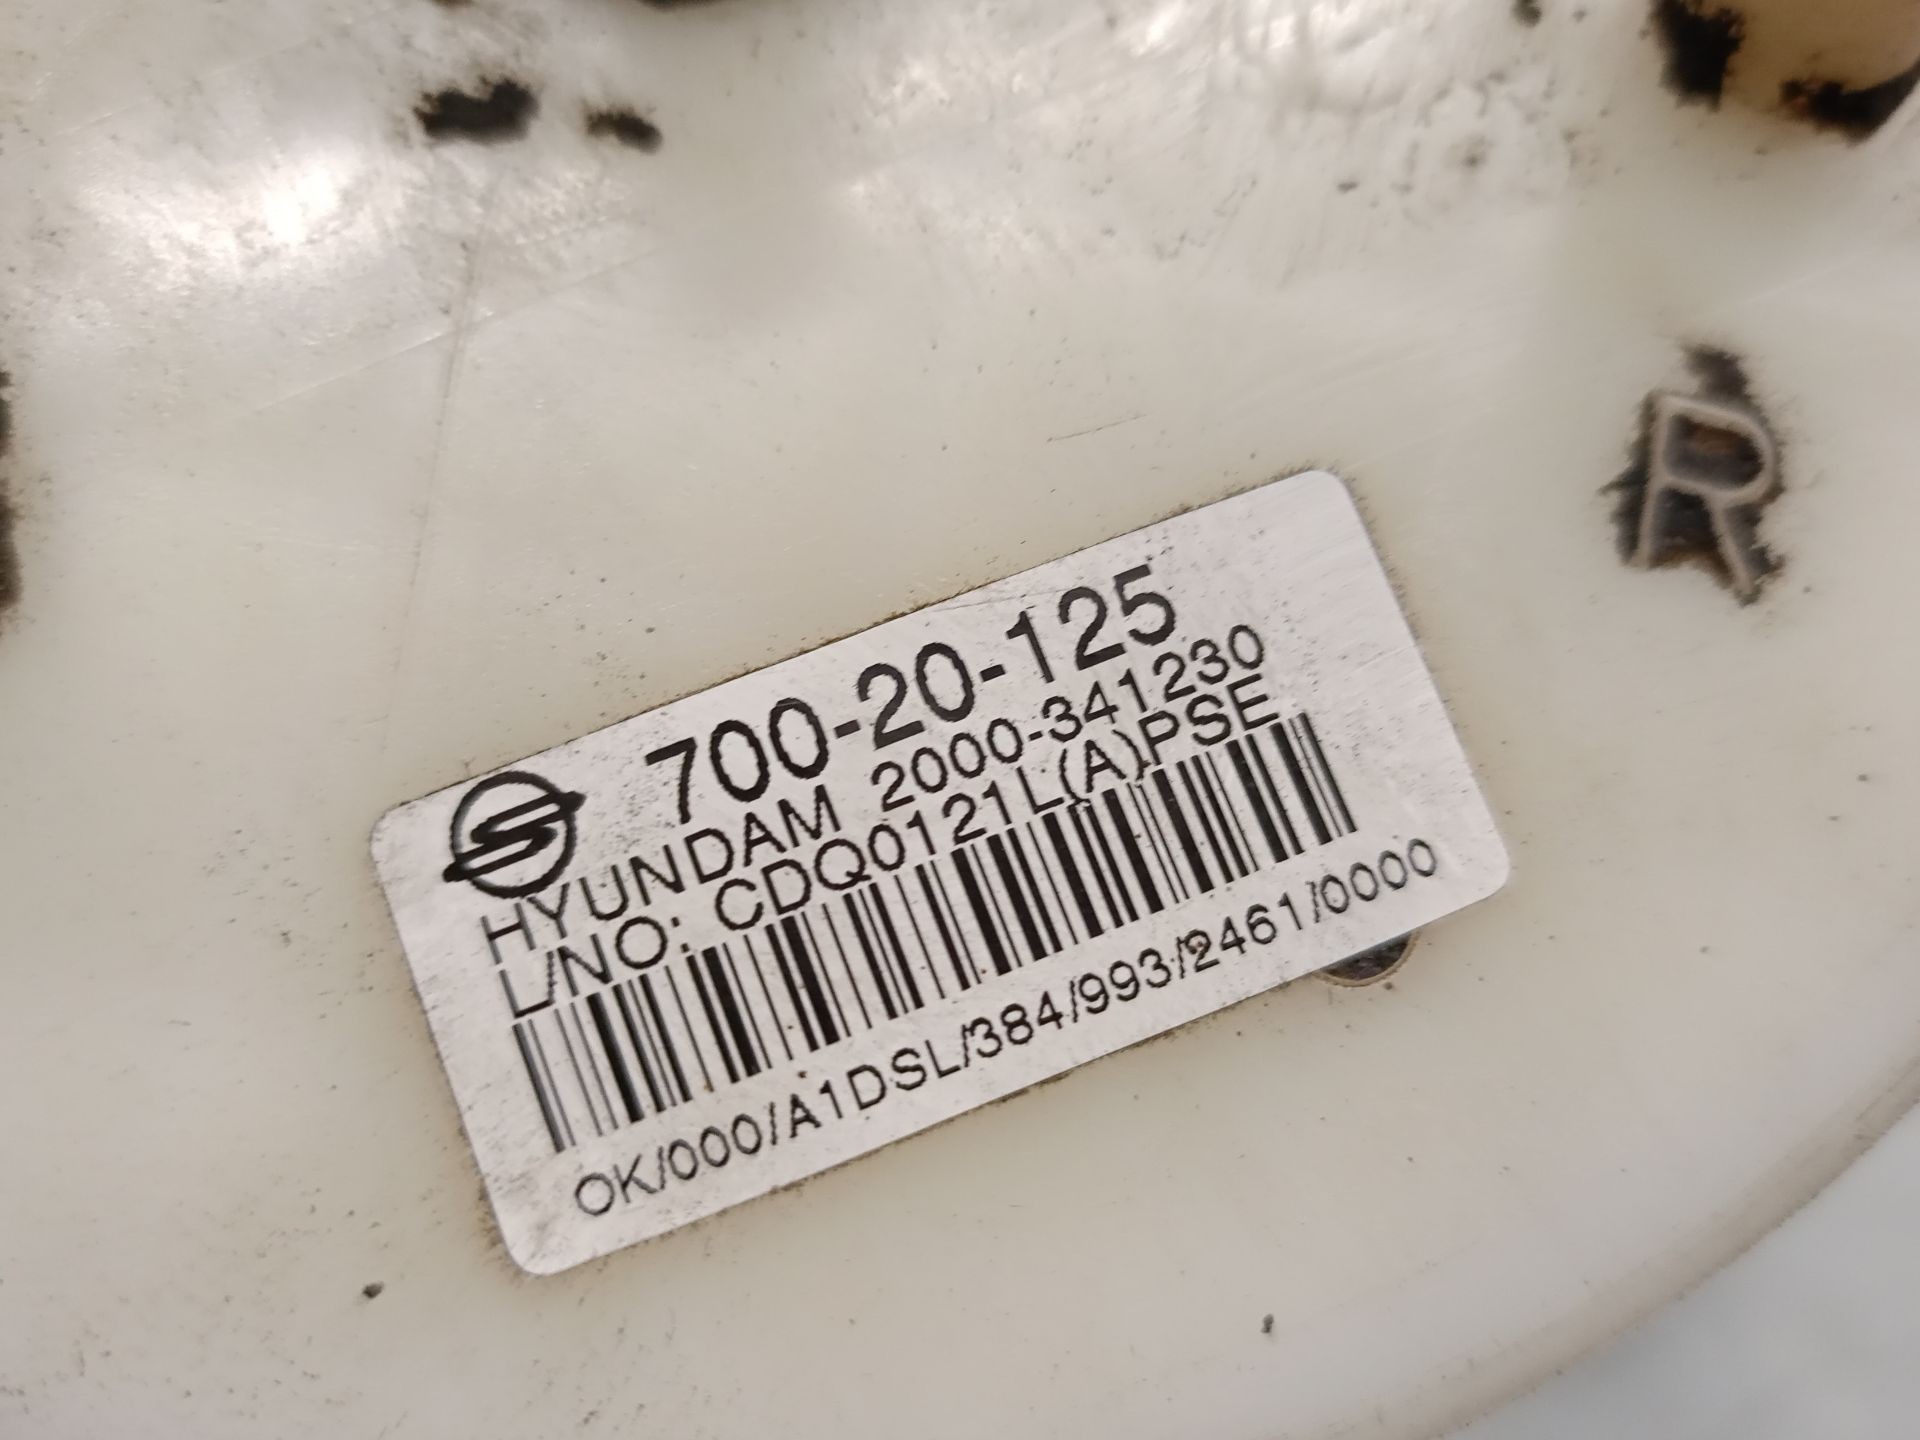 R
700-20-125
HYUNDAM 2000-341230
L/NO: CDQ0121L(A)PSE
OK/000/A1DSL/384/993/2461/0000